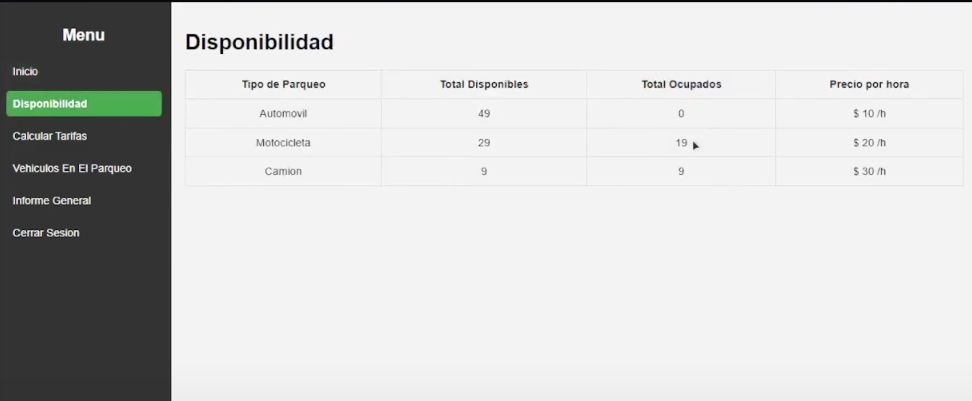 Menu
Inicio
Disponibilidad
Calcular Tarifas
Vehiculos En El Parqueo
Informe General
Cerrar Sesion
Disponibilidad
Tipo de Parqueo Total Disponibles Total Ocupados Precio por hora
Automovil 49 0 $ 10 /h
Motocicleta 29 19 $ 20 /h
Camion 9 9 $ 30 /h